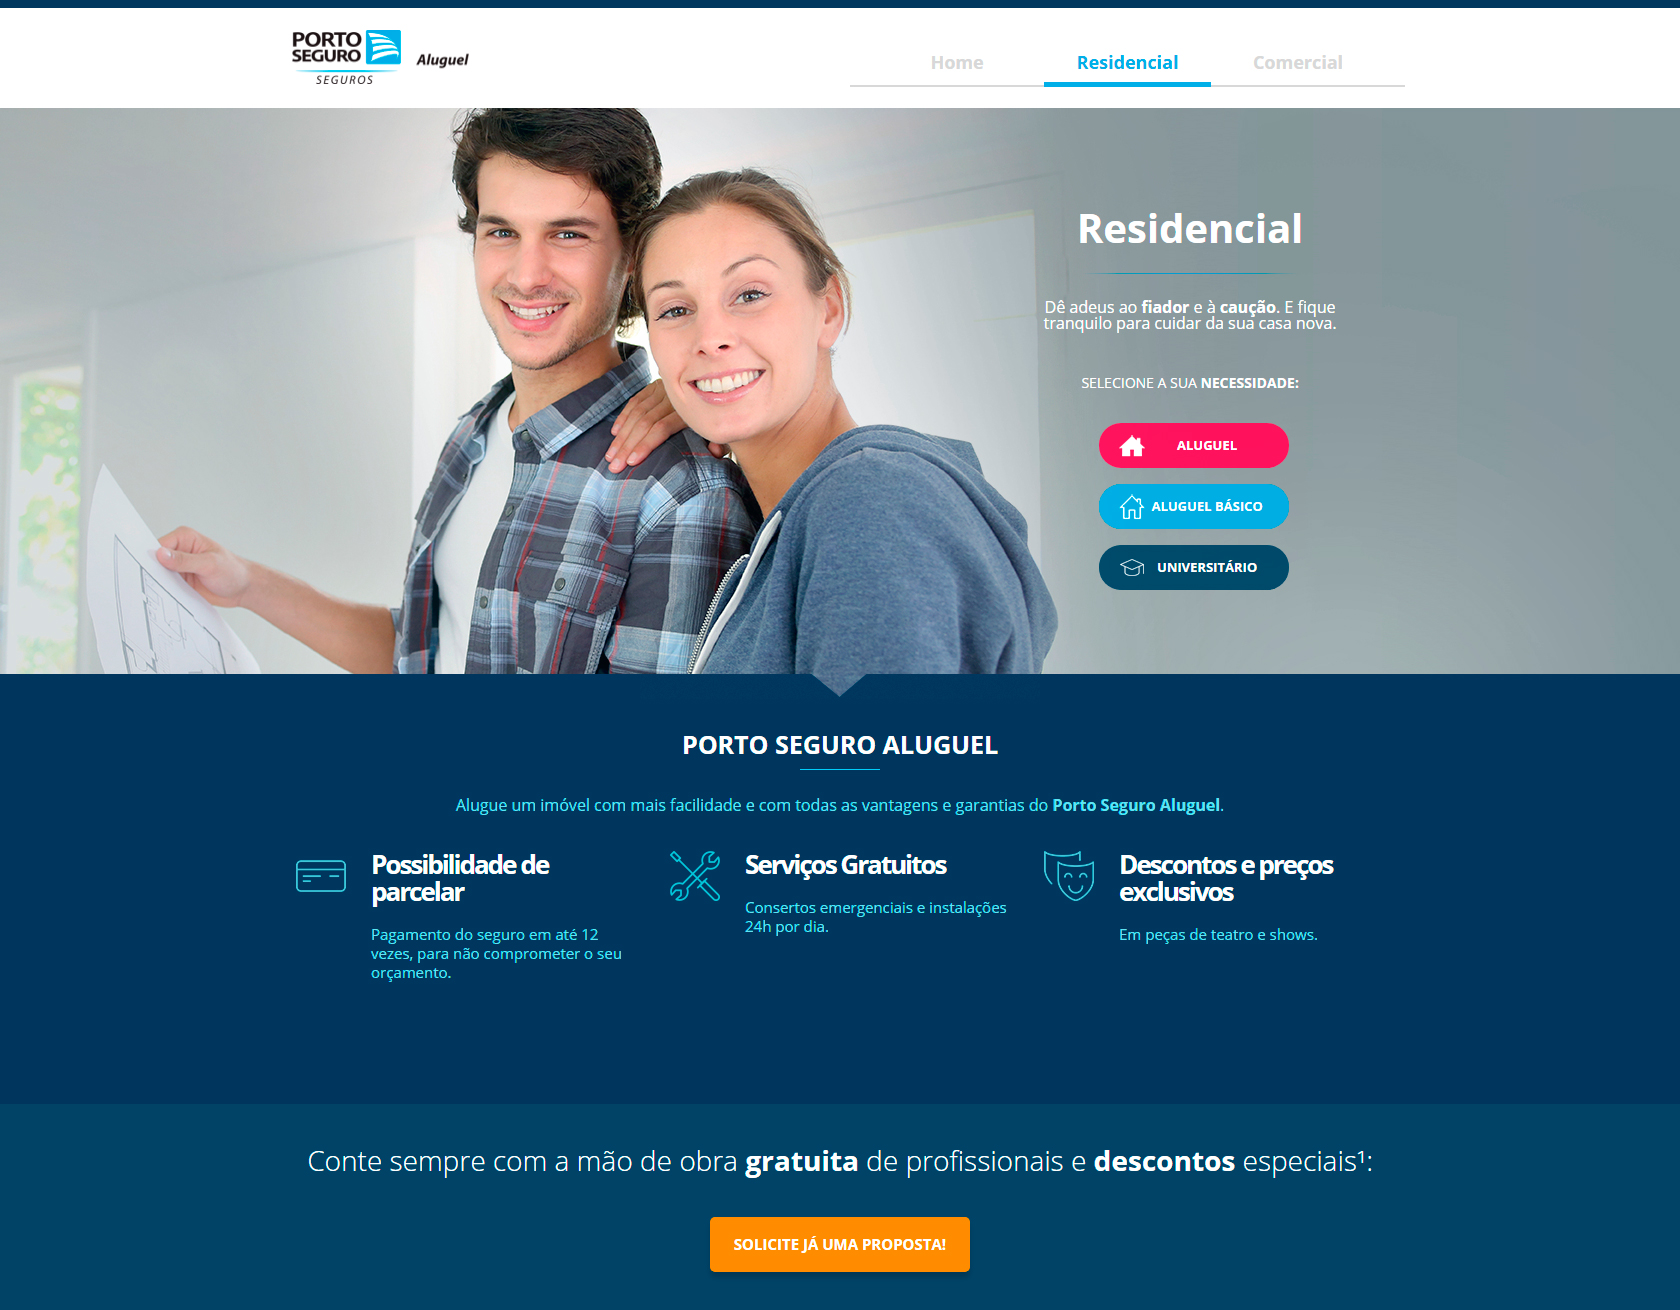 PORTO
SEGURO
SEGUROS
Aluguel
Home
Residencial
Comercial
Residencial
Dê adeus ao fiador e à caução. E fique
tranquilo para cuidar da sua casa nova.
SELECIONE A SUA NECESSIDADE:
ALUGUEL
ALUGUEL BÁSICO
UNIVERSITÁRIO
PORTO SEGURO ALUGUEL
Alugue um imóvel com mais facilidade e com todas as vantagens e garantias do Porto Seguro Aluguel.
Possibilidade de
parcelar
Pagamento do seguro em até 12
vezes, para não comprometer o seu
orçamento.
Serviços Gratuitos
Consertos emergenciais e instalações
24h por dia.
Descontos e preços
exclusivos
Em peças de teatro e shows.
Conte sempre com a mão de obra gratuita de profissionais e descontos especiais¹:
SOLICITE JÁ UMA PROPOSTA!